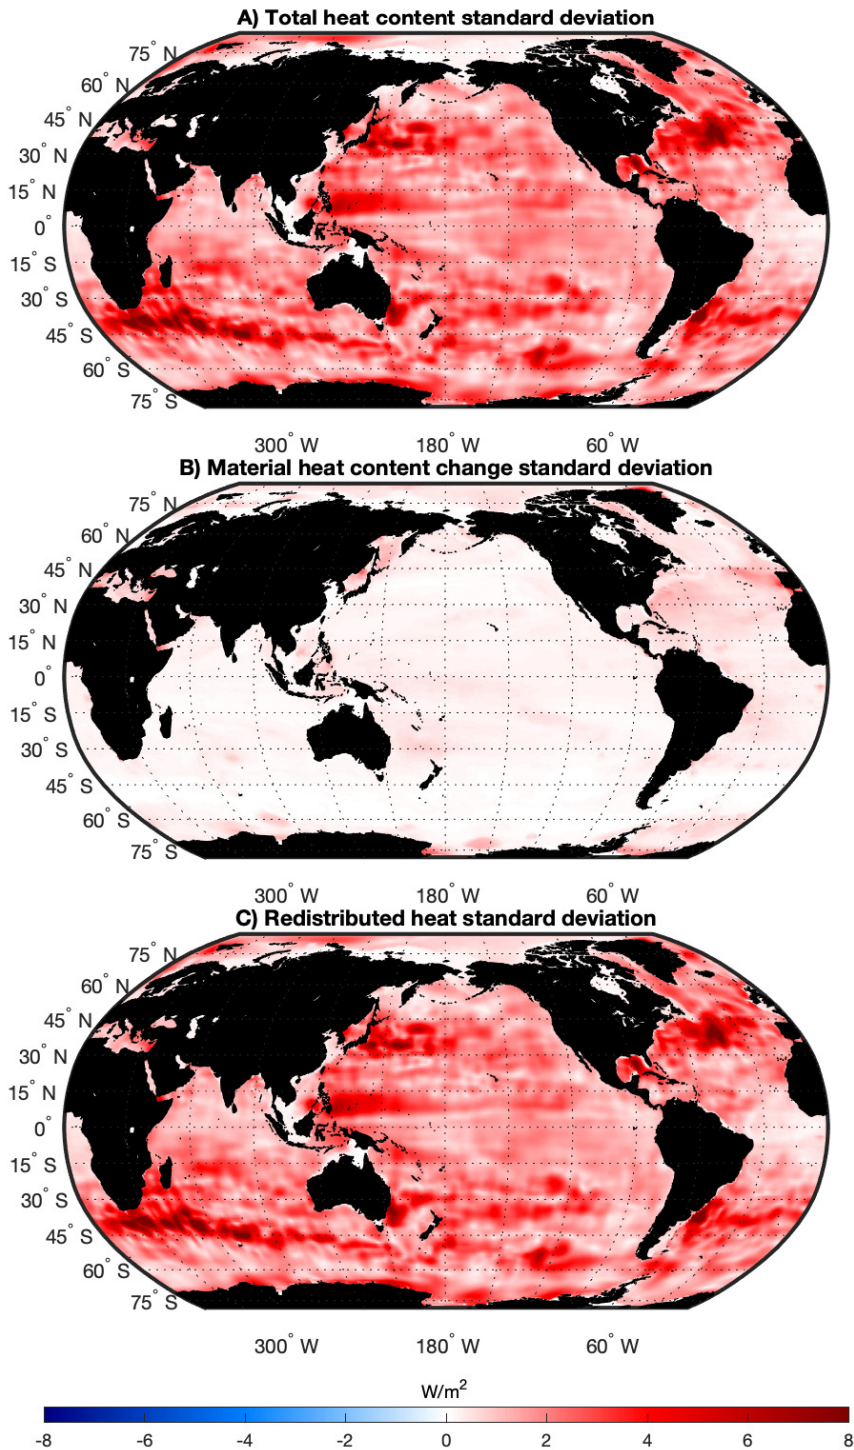 A) Total heat content standard deviation
75° N
60° N
45° N
30° N
15° N
0°
15° S
30° S
45° S
60° S
75° S
300° W 180° W 60° W
B) Material heat content change standard deviation
75° N
60° N
45° N
30° N
15° N
0°
15° S
30° S
45° S
60° S
75° S
300° W 180° W 60° W
C) Redistributed heat standard deviation
75° N
60° N
45° N
30° N
15° N
0°
15° S
30° S
45° S
60° S
75° S
300° W 180° W 60° W
W/m²
-8 -6 -4 -2 0 2 4 6 8